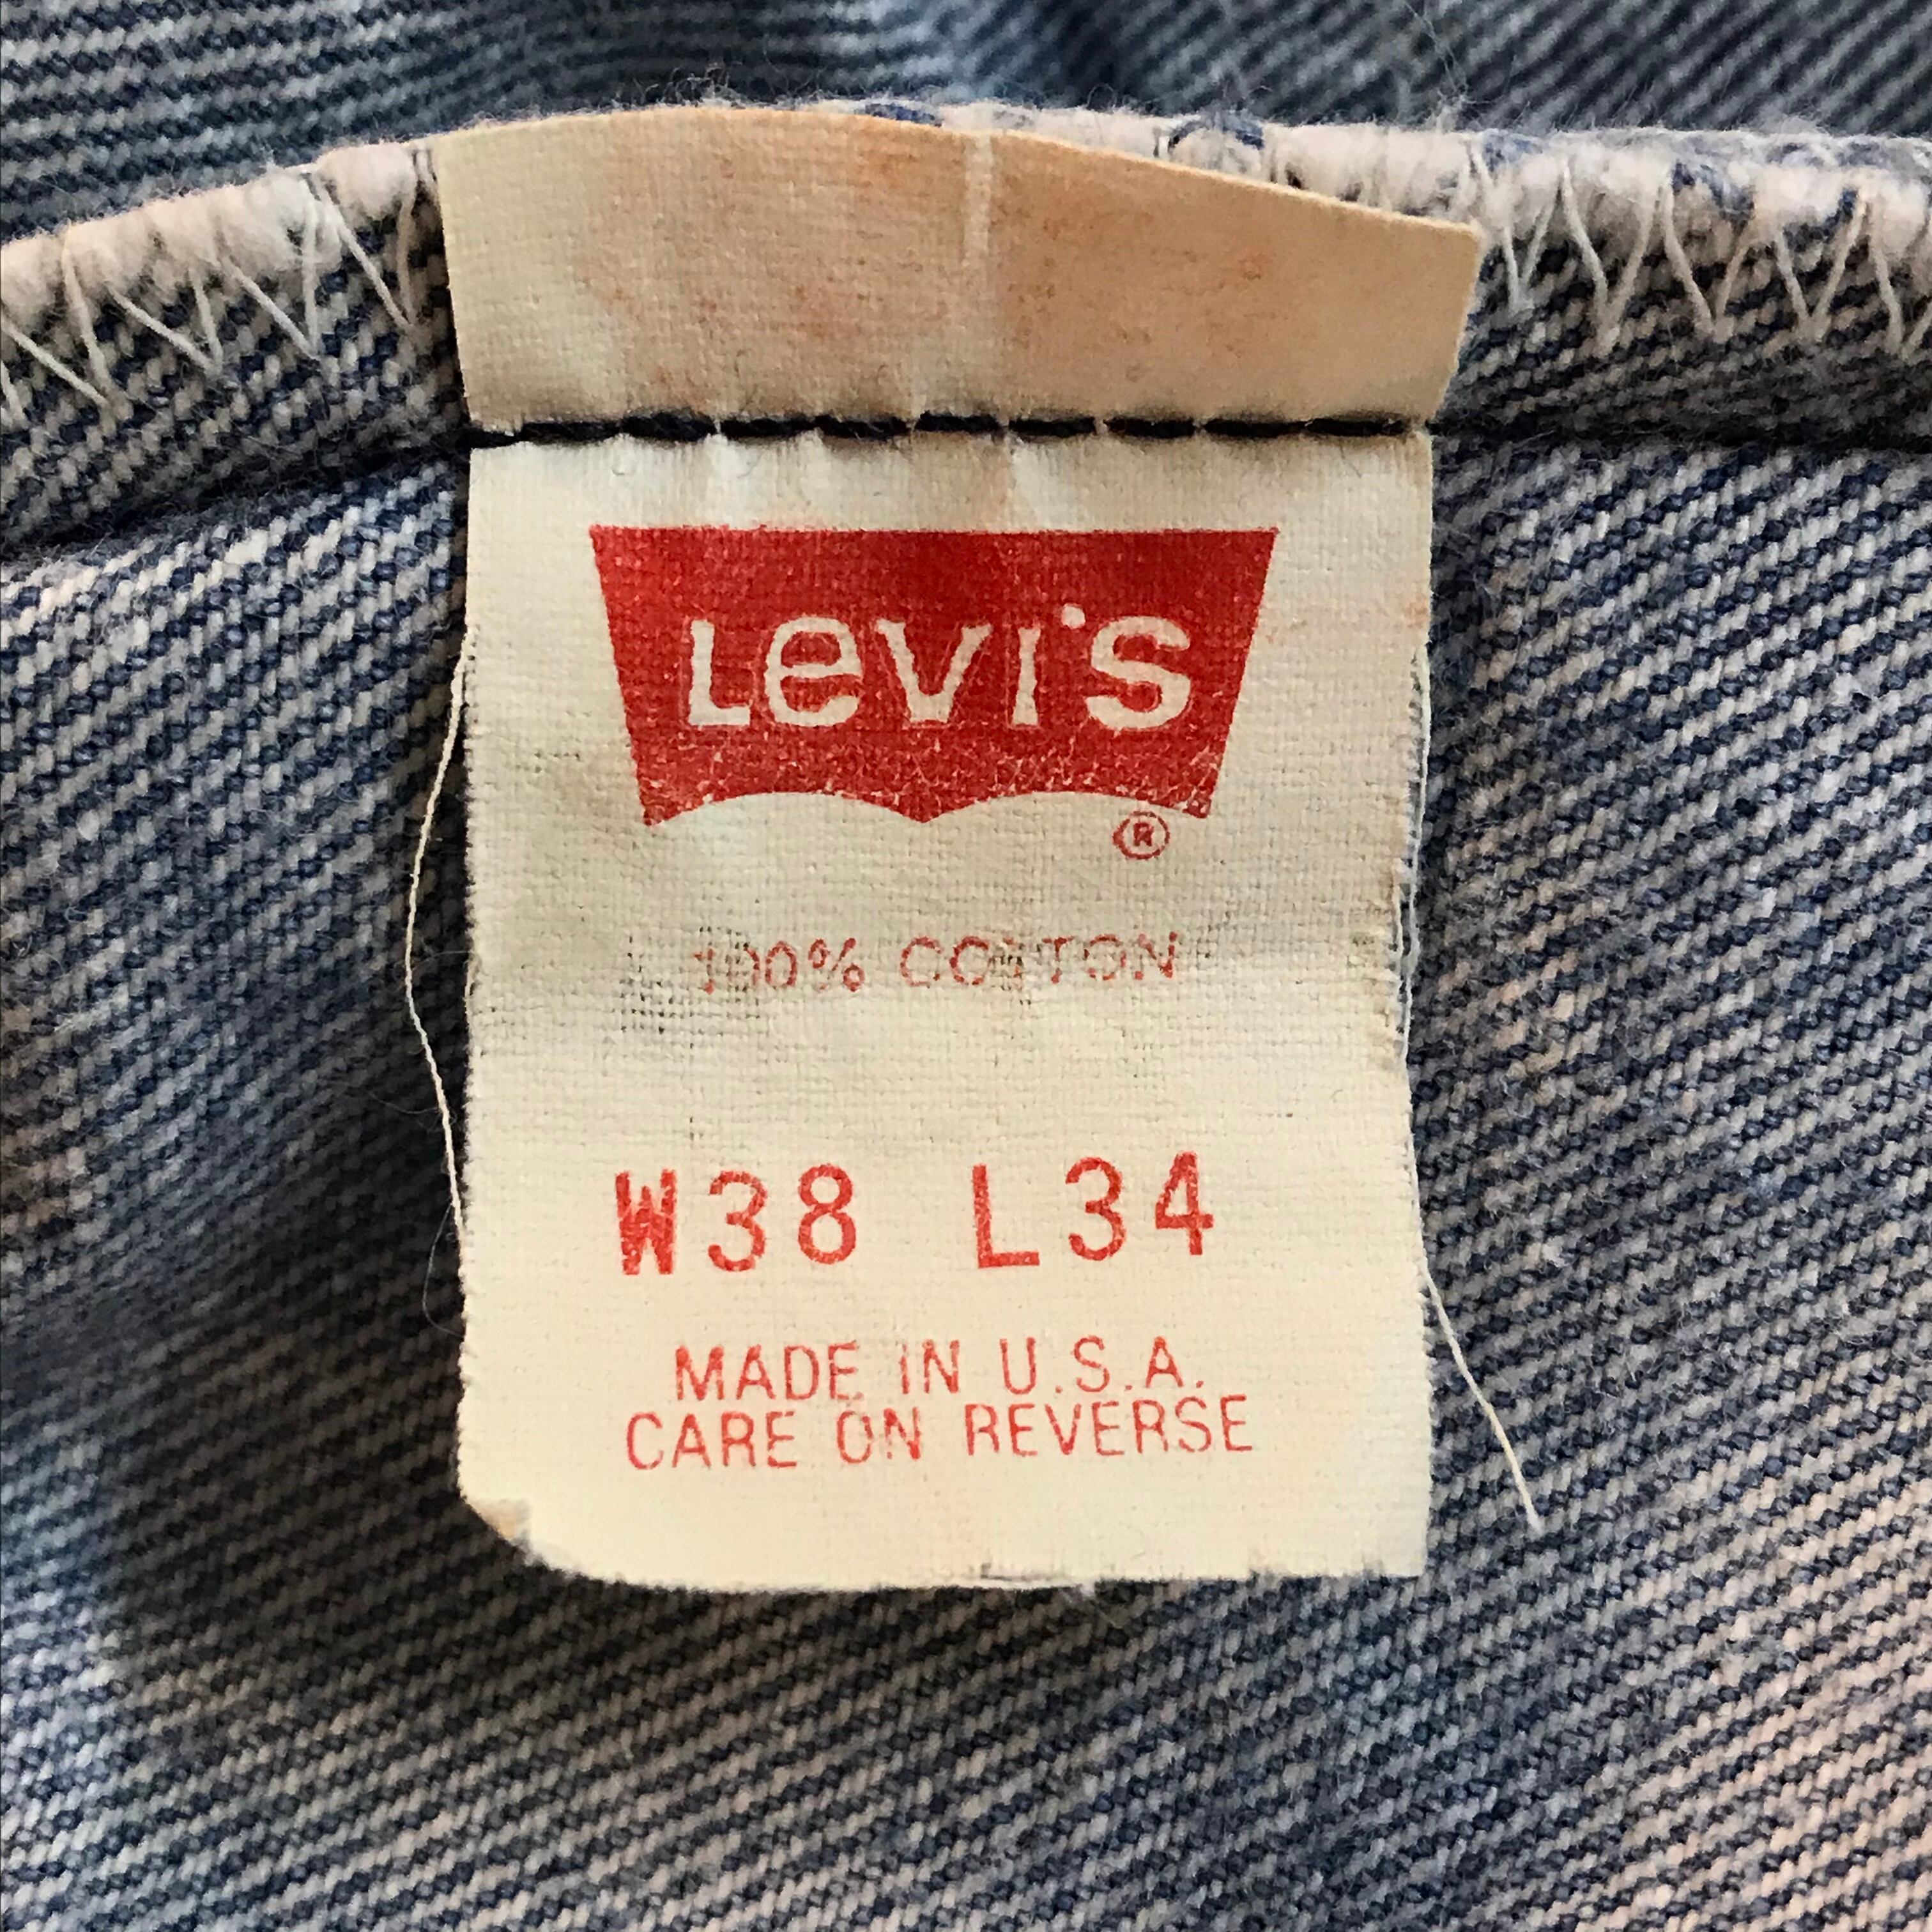 Levi's
®
100% COTTON
W38 L34
MADE IN U.S.A.
CARE ON REVERSE